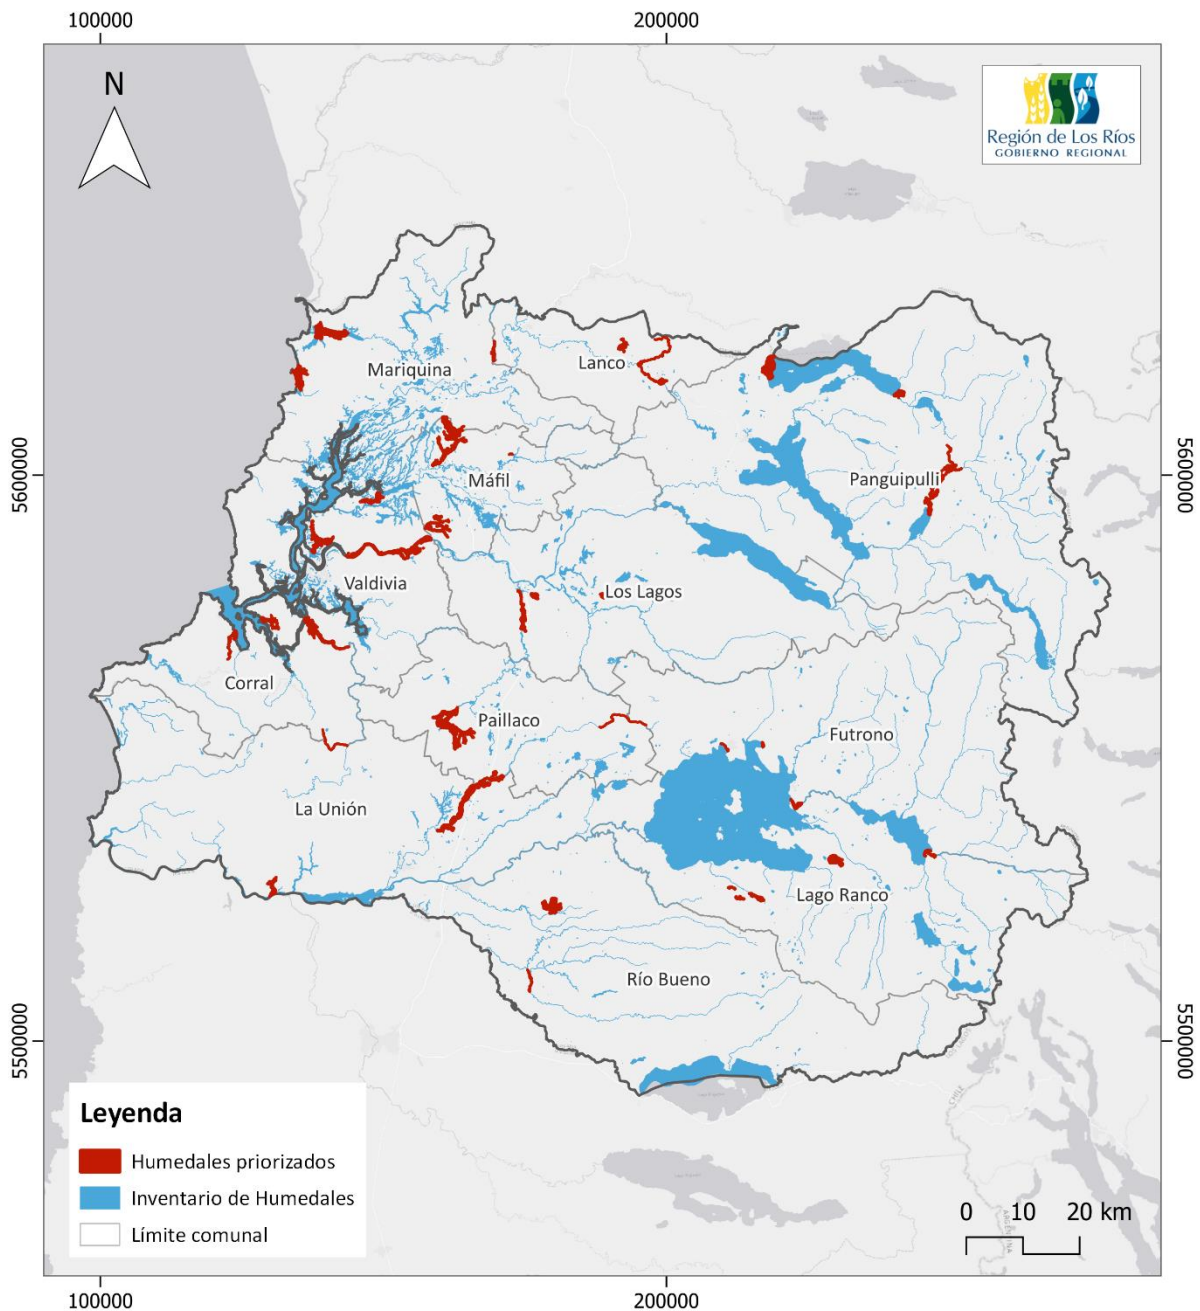 100000
200000
N
Región de Los Ríos
GOBIERNO REGIONAL
Mariquina
Lanco
5600000
5600000
Máfil
Panguipulli
Valdivia
Los Lagos
Corral
Paillaco
Futrono
La Unión
Lago Ranco
Río Bueno
5500000
5500000
CHILE
ARGENTINA
Leyenda
Humedales priorizados
Inventario de Humedales
Límite comunal
0 10 20 km
100000
200000